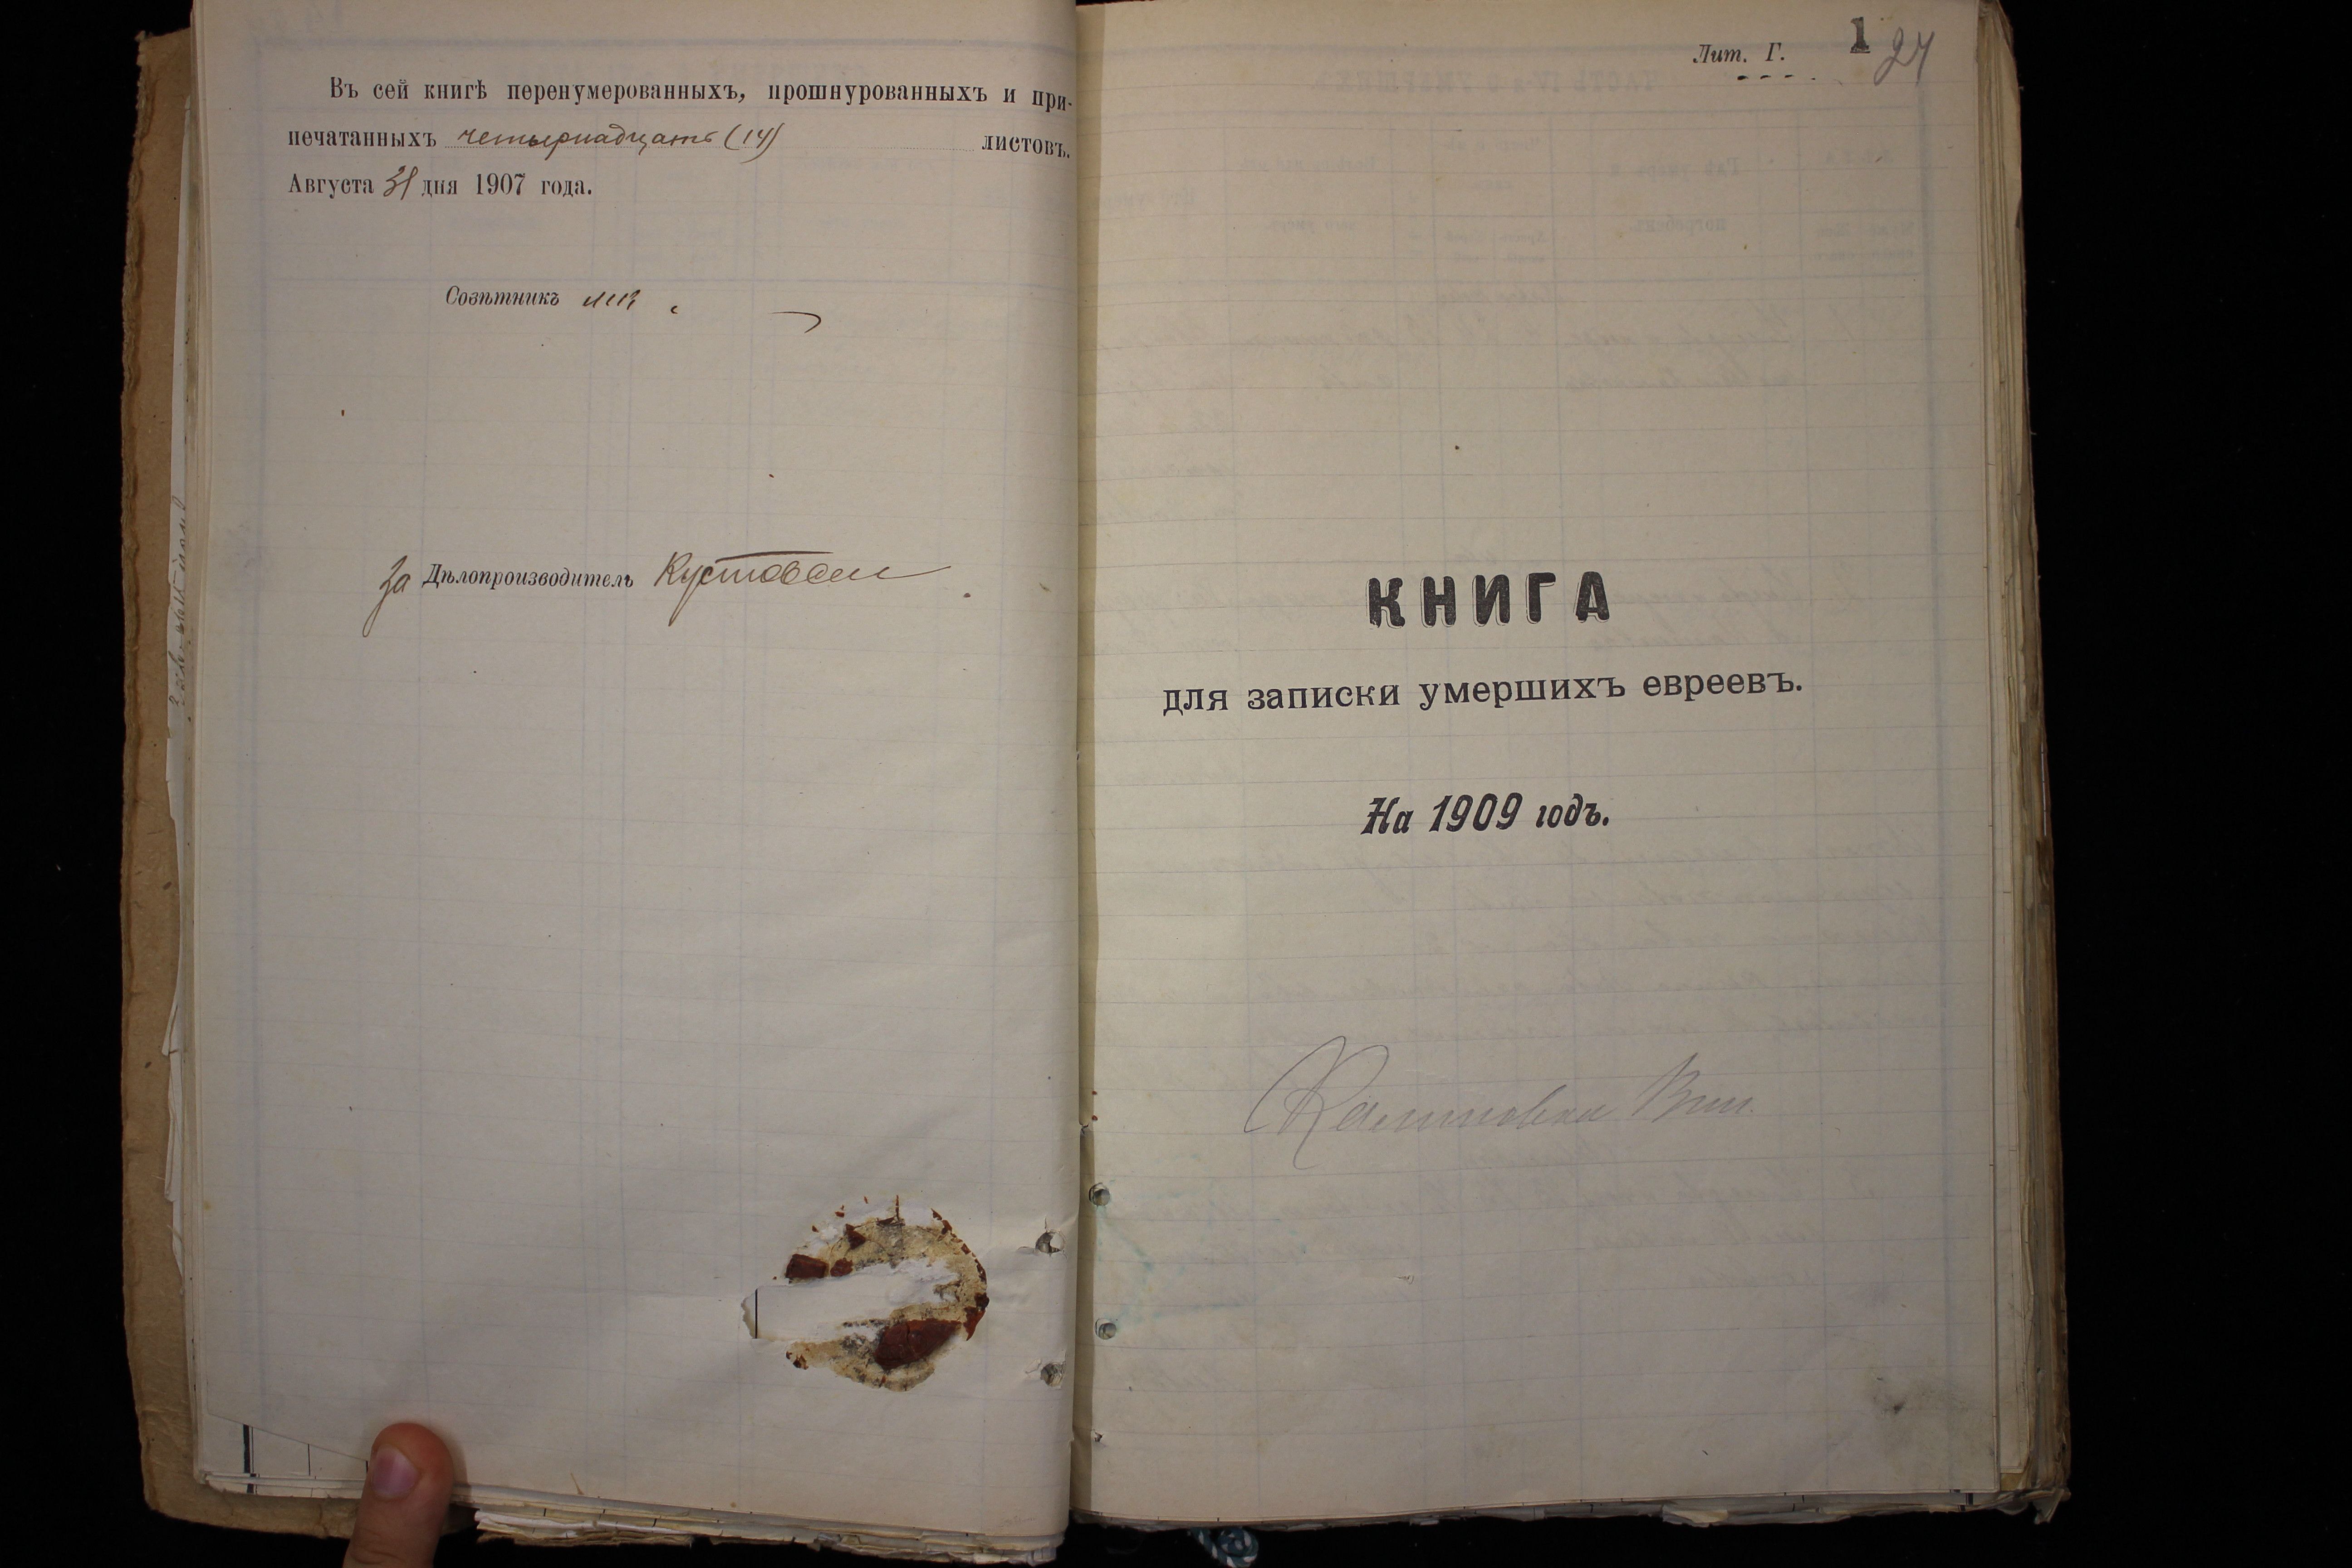 Въ сей книгѣ перенумерованныхъ, прошнурованныхъ и при-
печатанныхъ четырнадцать (14) листовъ.
Августа 31 дня 1907 года.
Совѣтникъ
За Дѣлопроизводитель
Лит. Г.
1
27
КНИГА
для записки умершихъ евреевъ.
На 1909 годъ.